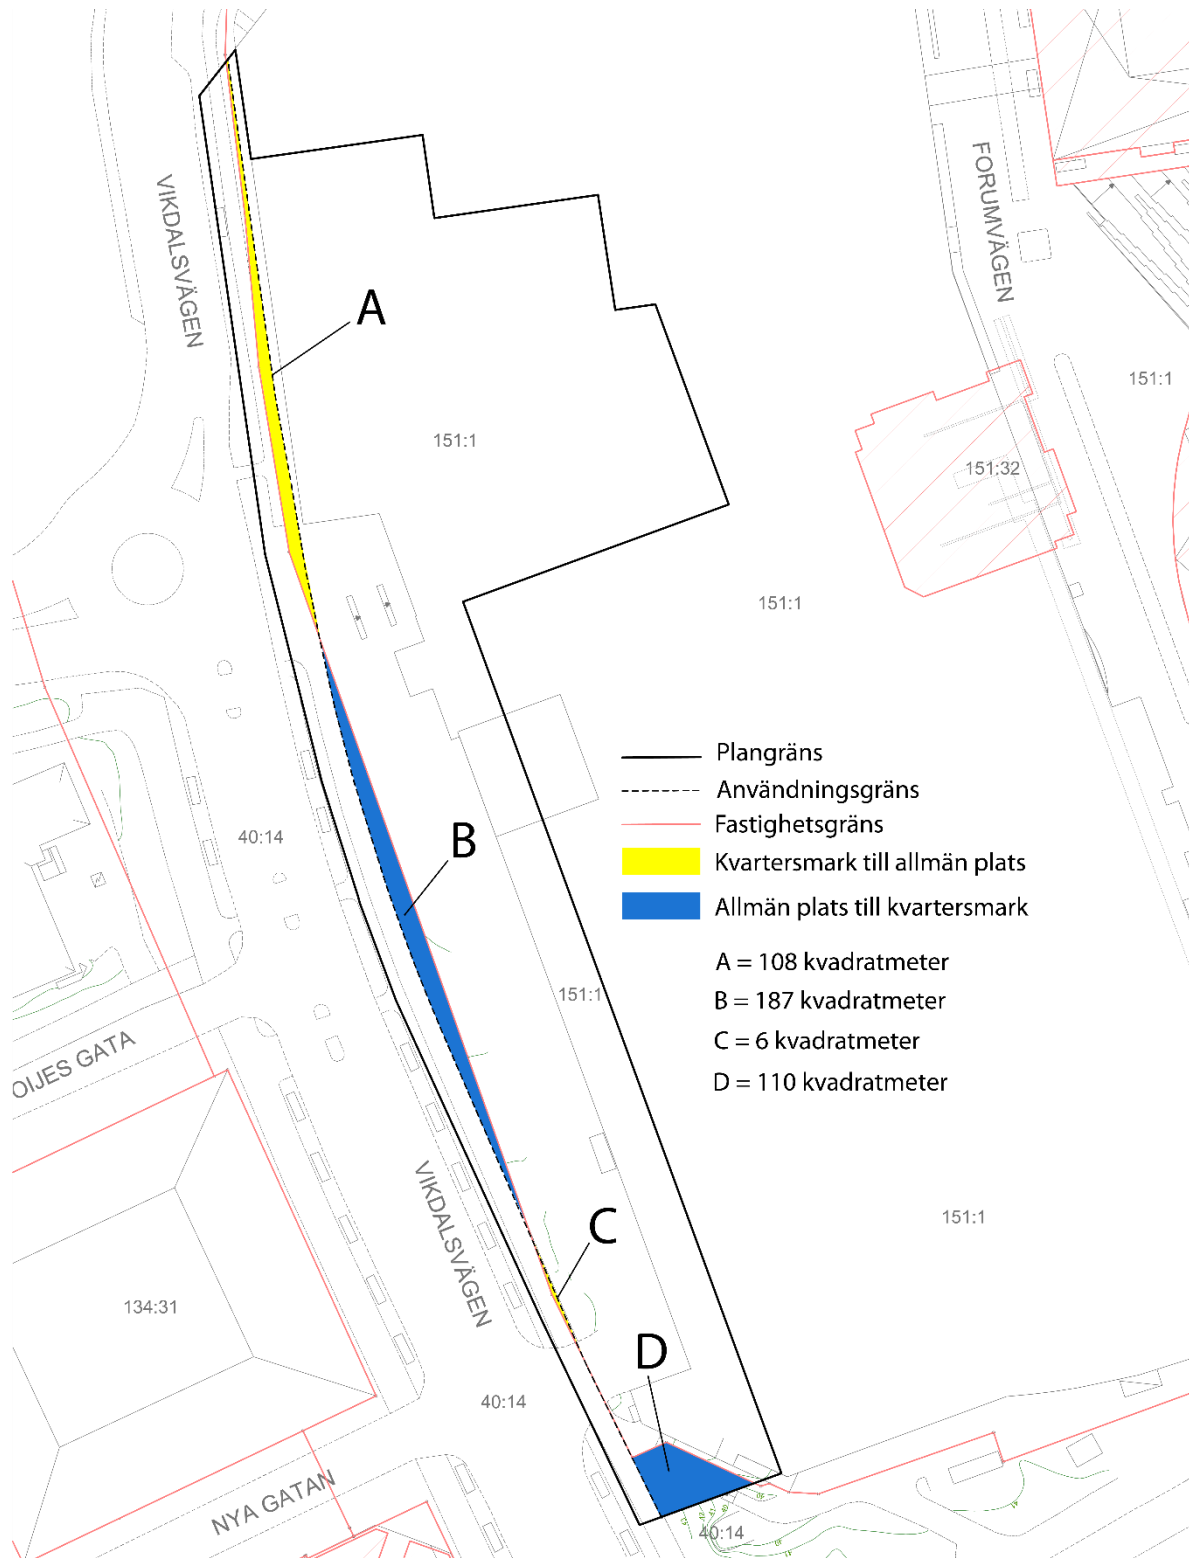 VIKDALSVÄGEN
FORUMVÄGEN
A
151:1
151:1
151:32
151:1
Plangräns
Användningsgräns
Fastighetsgräns
Kvartersmark till allmän plats
Allmän plats till kvartersmark
B
40:14
A = 108 kvadratmeter
B = 187 kvadratmeter
C = 6 kvadratmeter
D = 110 kvadratmeter
151:1
OIJES GATA
VIKDALSVÄGEN
C
151:1
134:31
D
40:14
NYA GATAN
40:14